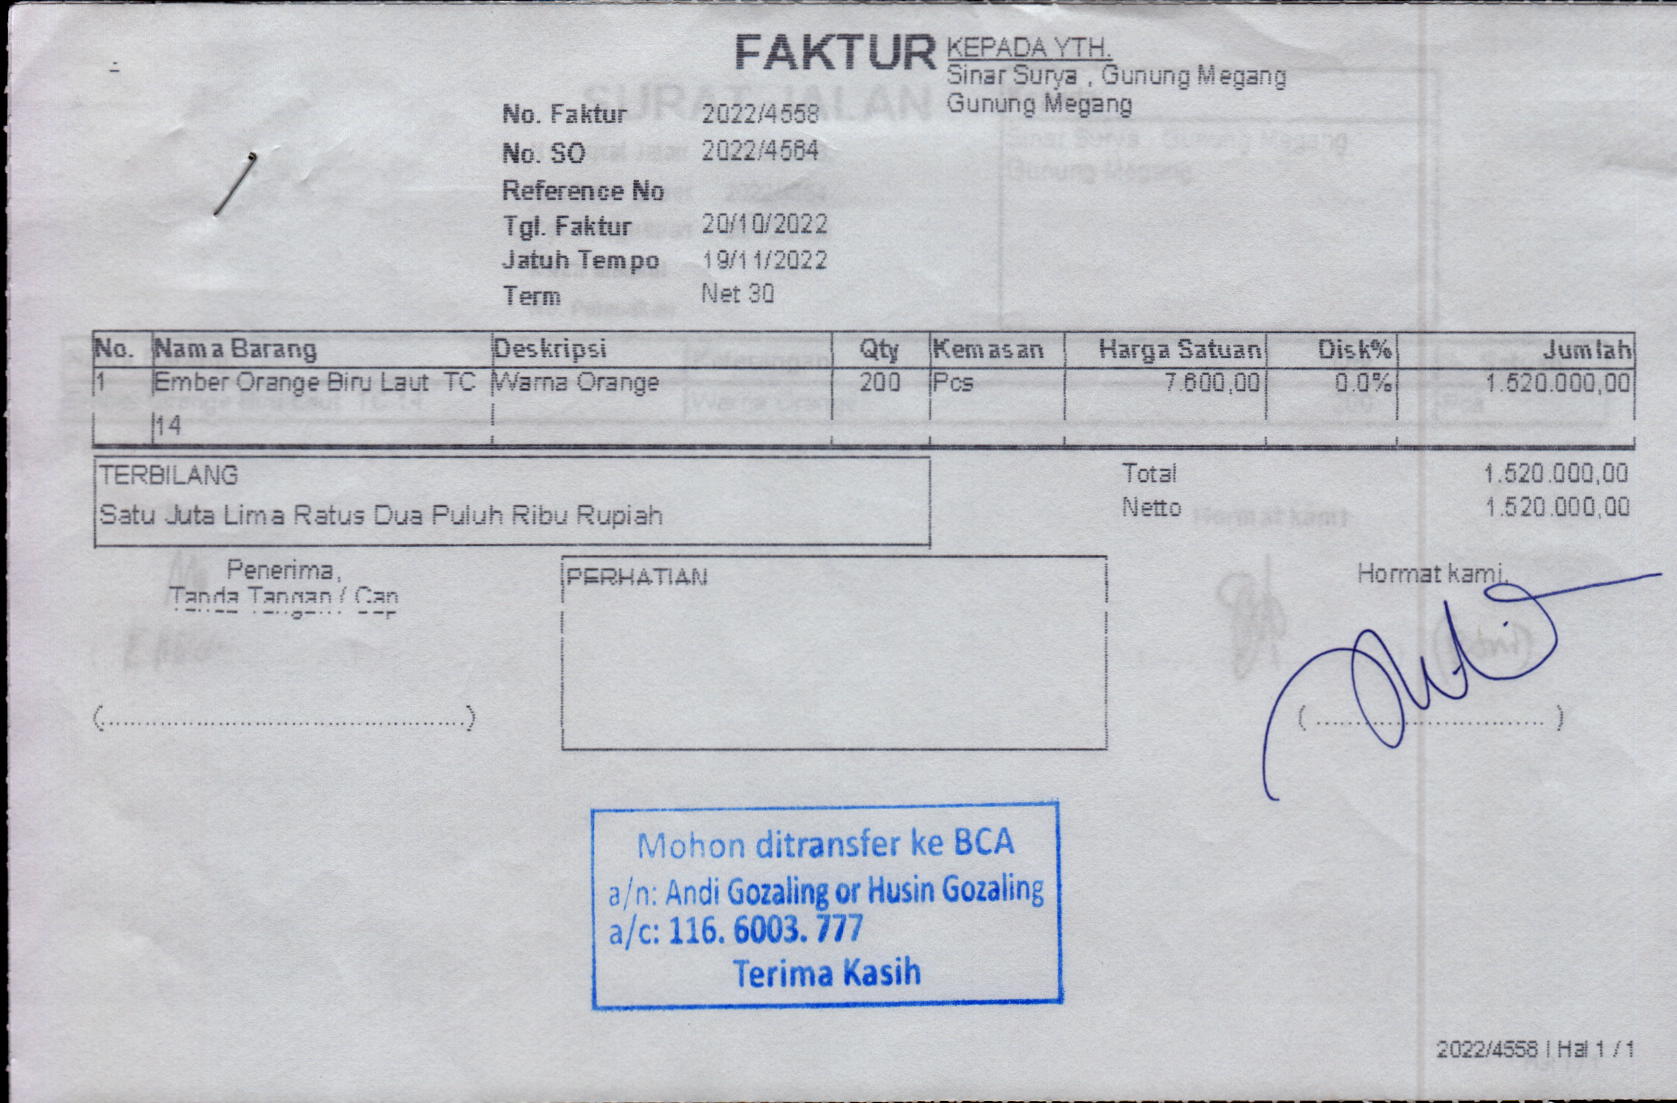 FAKTUR
KEPADA YTH.
Sinar Surya , Gunung Megang
Gunung Megang
No. Faktur 2022/4558
No. SO 2022/4564
Reference No
Tgl. Faktur 20/10/2022
Jatuh Tempo 19/11/2022
Term Net 30
No. Nama Barang Deskripsi Qty Kemasan Harga Satuan Disk% Jumlah
1 Ember Orange Biru Laut TC Warna Orange 200 Pcs 7.600,00 0.0% 1.520.000,00
14
TERBILANG
Satu Juta Lima Ratus Dua Puluh Ribu Rupiah
Total 1.520.000,00
Netto 1.520.000,00
Penerima,
Tanda Tangan / Cap
PERHATIAN
Hormat kami,
(.............................................)
( ............................ )
Mohon ditransfer ke BCA
a/n: Andi Gozaling or Husin Gozaling
a/c: 116. 6003. 777
Terima Kasih
2022/4558 | Hal 1 / 1
SURAT JALAN